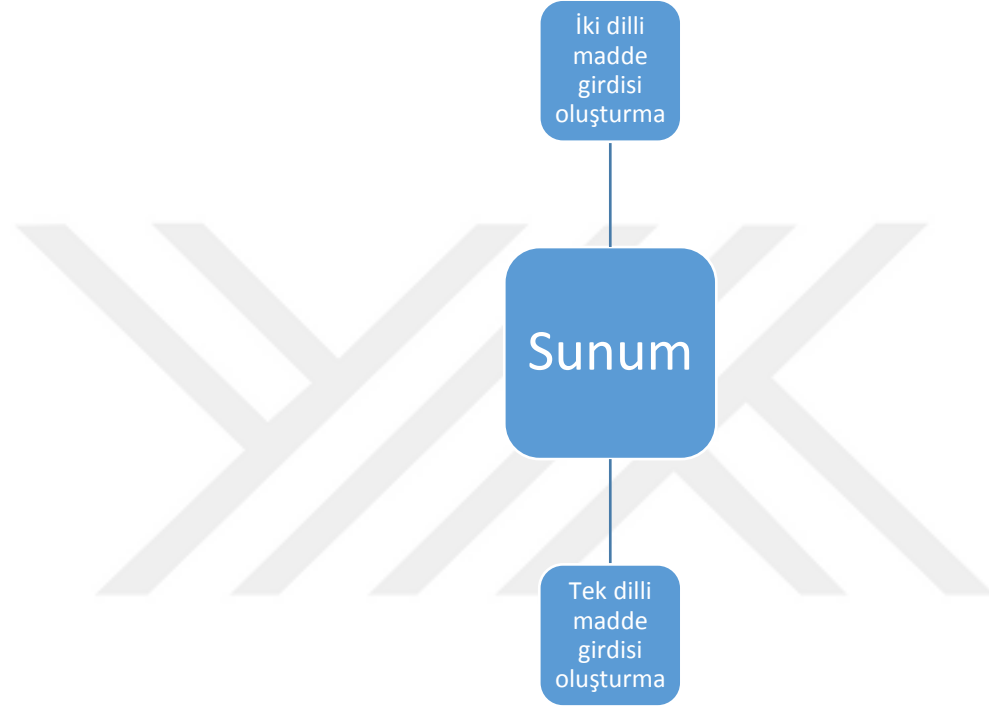 İki dilli
madde
girdisi
oluşturma
Sunum
Tek dilli
madde
girdisi
oluşturma